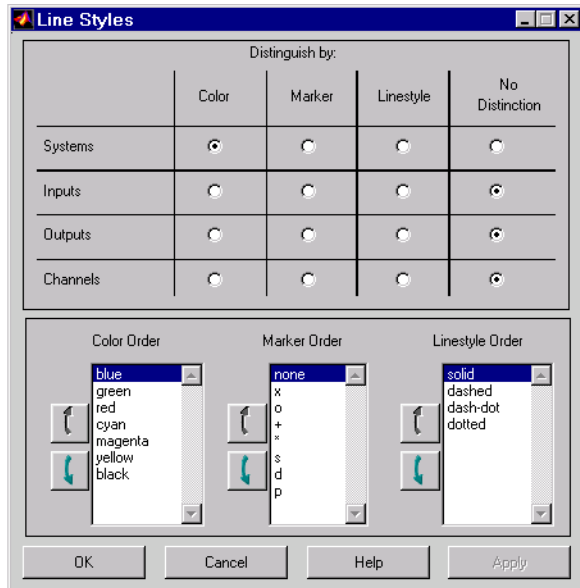 Line Styles
Distinguish by:
Color Marker Linestyle No Distinction
Systems
Inputs
Outputs
Channels
Color Order
blue
green
red
cyan
magenta
yellow
black
Marker Order
none
x
o
+
*
s
d
p
Linestyle Order
solid
dashed
dash-dot
dotted
OK Cancel Help Apply